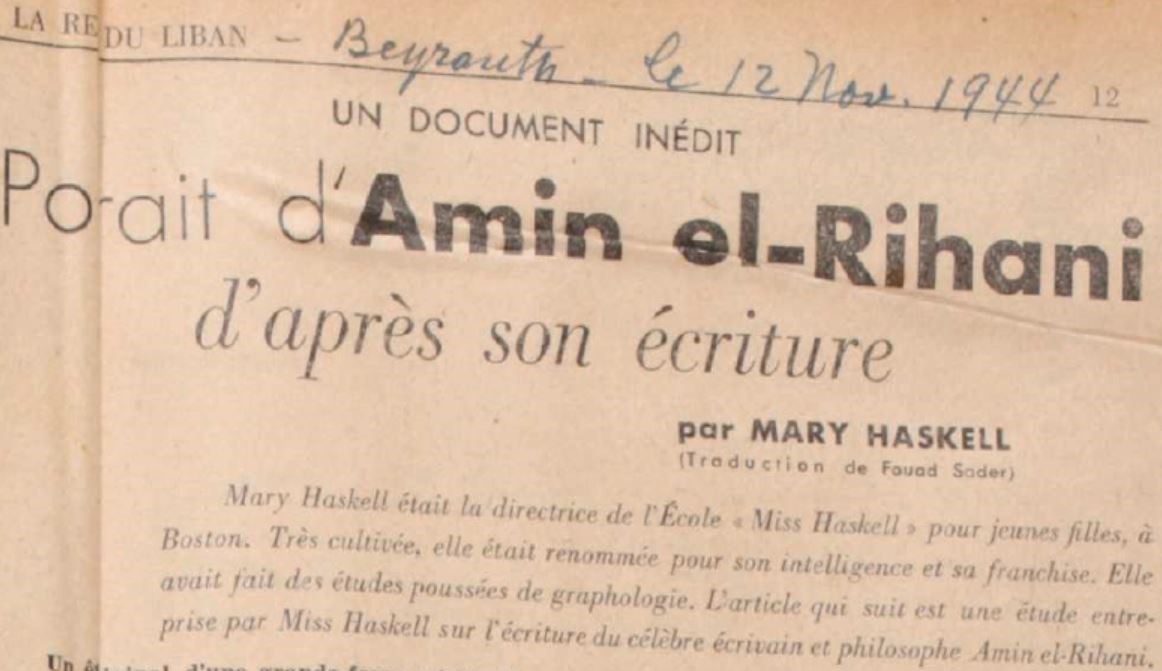 LA RE DU LIBAN — Beyrouth - le 12 Nov. 1944 12
UN DOCUMENT INÉDIT
Porait d'Amin el-Rihani
d'après son écriture
par MARY HASKELL
(Traduction de Fouad Sader)
Mary Haskell était la directrice de l'École « Miss Haskell » pour jeunes filles, à
Boston. Très cultivée, elle était renommée pour son intelligence et sa franchise. Elle
avait fait des études poussées de graphologie. L'article qui suit est une étude entre-
prise par Miss Haskell sur l'écriture du célèbre écrivain et philosophe Amin el-Rihani.
Un d'une grande